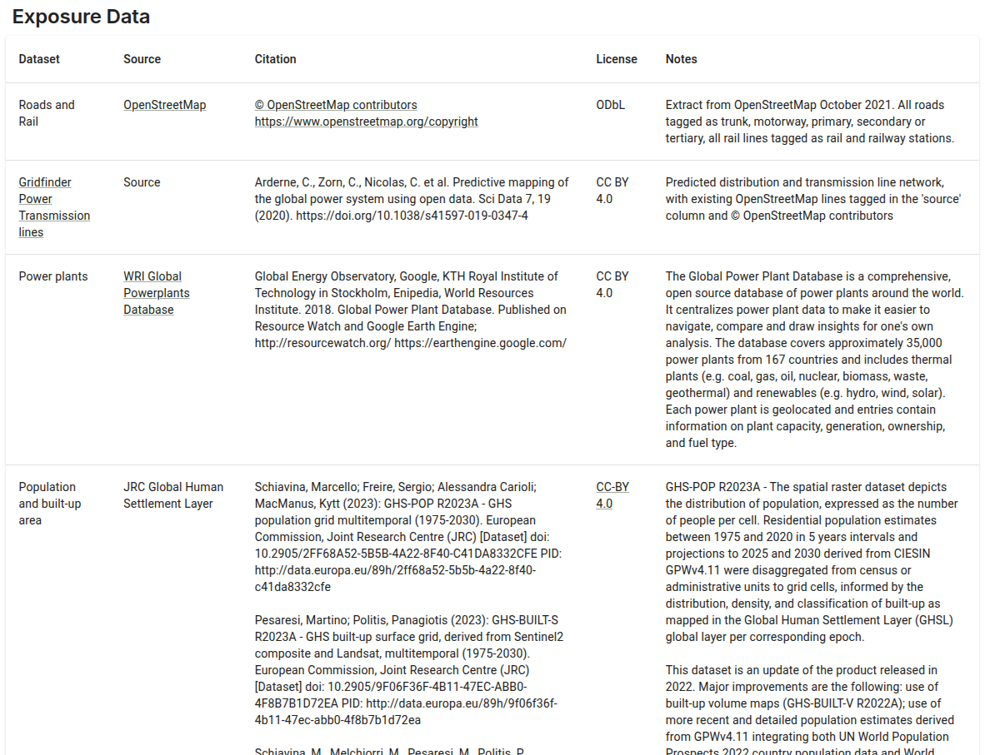 Exposure Data
Dataset
Source
Citation
License
Notes
Roads and
Rail
OpenStreetMap
© OpenStreetMap contributors
https://www.openstreetmap.org/copyright
ODbL
Extract from OpenStreetMap October 2021. All roads
tagged as trunk, motorway, primary, secondary or
tertiary, all rail lines tagged as rail and railway stations.
Gridfinder
Power
Transmission
lines
Source
Arderne, C., Zorn, C., Nicolas, C. et al. Predictive mapping of
the global power system using open data. Sci Data 7, 19
(2020). https://doi.org/10.1038/s41597-019-0347-4
CC BY
4.0
Predicted distribution and transmission line network,
with existing OpenStreetMap lines tagged in the 'source'
column and © OpenStreetMap contributors
Power plants
WRI Global
Powerplants
Database
Global Energy Observatory, Google, KTH Royal Institute of
Technology in Stockholm, Enipedia, World Resources
Institute. 2018. Global Power Plant Database. Published on
Resource Watch and Google Earth Engine;
http://resourcewatch.org/ https://earthengine.google.com/
CC BY
4.0
The Global Power Plant Database is a comprehensive,
open source database of power plants around the world.
It centralizes power plant data to make it easier to
navigate, compare and draw insights for one's own
analysis. The database covers approximately 35,000
power plants from 167 countries and includes thermal
plants (e.g. coal, gas, oil, nuclear, biomass, waste,
geothermal) and renewables (e.g. hydro, wind, solar).
Each power plant is geolocated and entries contain
information on plant capacity, generation, ownership,
and fuel type.
Population
and built-up
area
JRC Global Human
Settlement Layer
Schiavina, Marcello; Freire, Sergio; Alessandra Carioli;
MacManus, Kytt (2023): GHS-POP R2023A - GHS
population grid multitemporal (1975-2030). European
Commission, Joint Research Centre (JRC) [Dataset] doi:
10.2905/2FF68A52-5B5B-4A22-8F40-C41DA8332CFE PID:
http://data.europa.eu/89h/2ff68a52-5b5b-4a22-8f40-
c41da8332cfe
Pesaresi, Martino; Politis, Panagiotis (2023): GHS-BUILT-S
R2023A - GHS built-up surface grid, derived from Sentinel2
composite and Landsat, multitemporal (1975-2030).
European Commission, Joint Research Centre (JRC)
[Dataset] doi: 10.2905/9F06F36F-4B11-47EC-ABB0-
4F8B7B1D72EA PID: http://data.europa.eu/89h/9f06f36f-
4b11-47ec-abb0-4f8b7b1d72ea
Schiavina, M., Melchiorri, M., Pesaresi, M., Politis, P.,
CC-BY
4.0
GHS-POP R2023A - The spatial raster dataset depicts
the distribution of population, expressed as the number
of people per cell. Residential population estimates
between 1975 and 2020 in 5 years intervals and
projections to 2025 and 2030 derived from CIESIN
GPWv4.11 were disaggregated from census or
administrative units to grid cells, informed by the
distribution, density, and classification of built-up as
mapped in the Global Human Settlement Layer (GHSL)
global layer per corresponding epoch.
This dataset is an update of the product released in
2022. Major improvements are the following: use of
built-up volume maps (GHS-BUILT-V R2022A); use of
more recent and detailed population estimates derived
from GPWv4.11 integrating both UN World Population
Prospects 2022 country population data and World